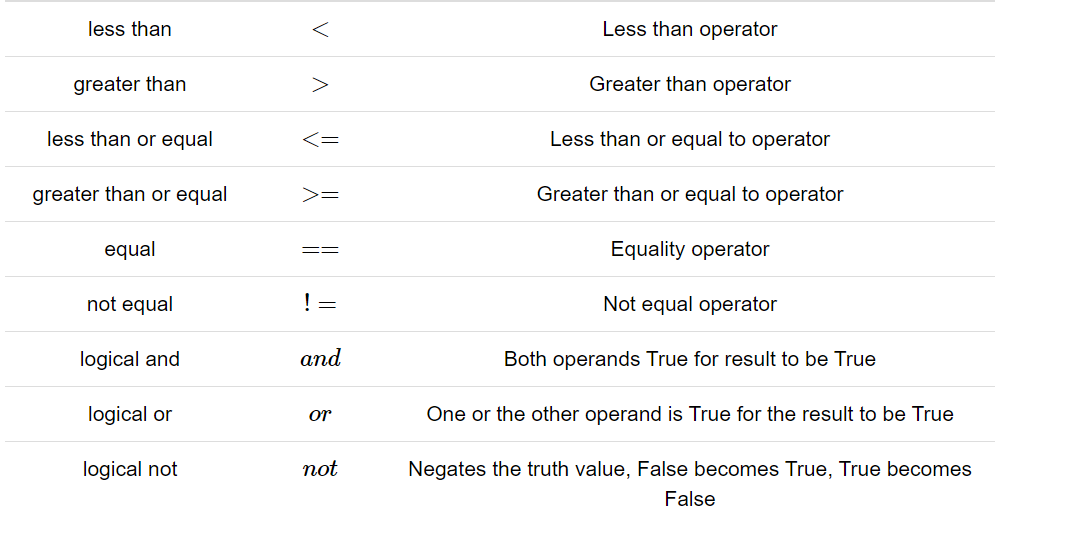 less than < Less than operator
greater than > Greater than operator
less than or equal <= Less than or equal to operator
greater than or equal >= Greater than or equal to operator
equal == Equality operator
not equal != Not equal operator
logical and and Both operands True for result to be True
logical or or One or the other operand is True for the result to be True
logical not not Negates the truth value, False becomes True, True becomes
False